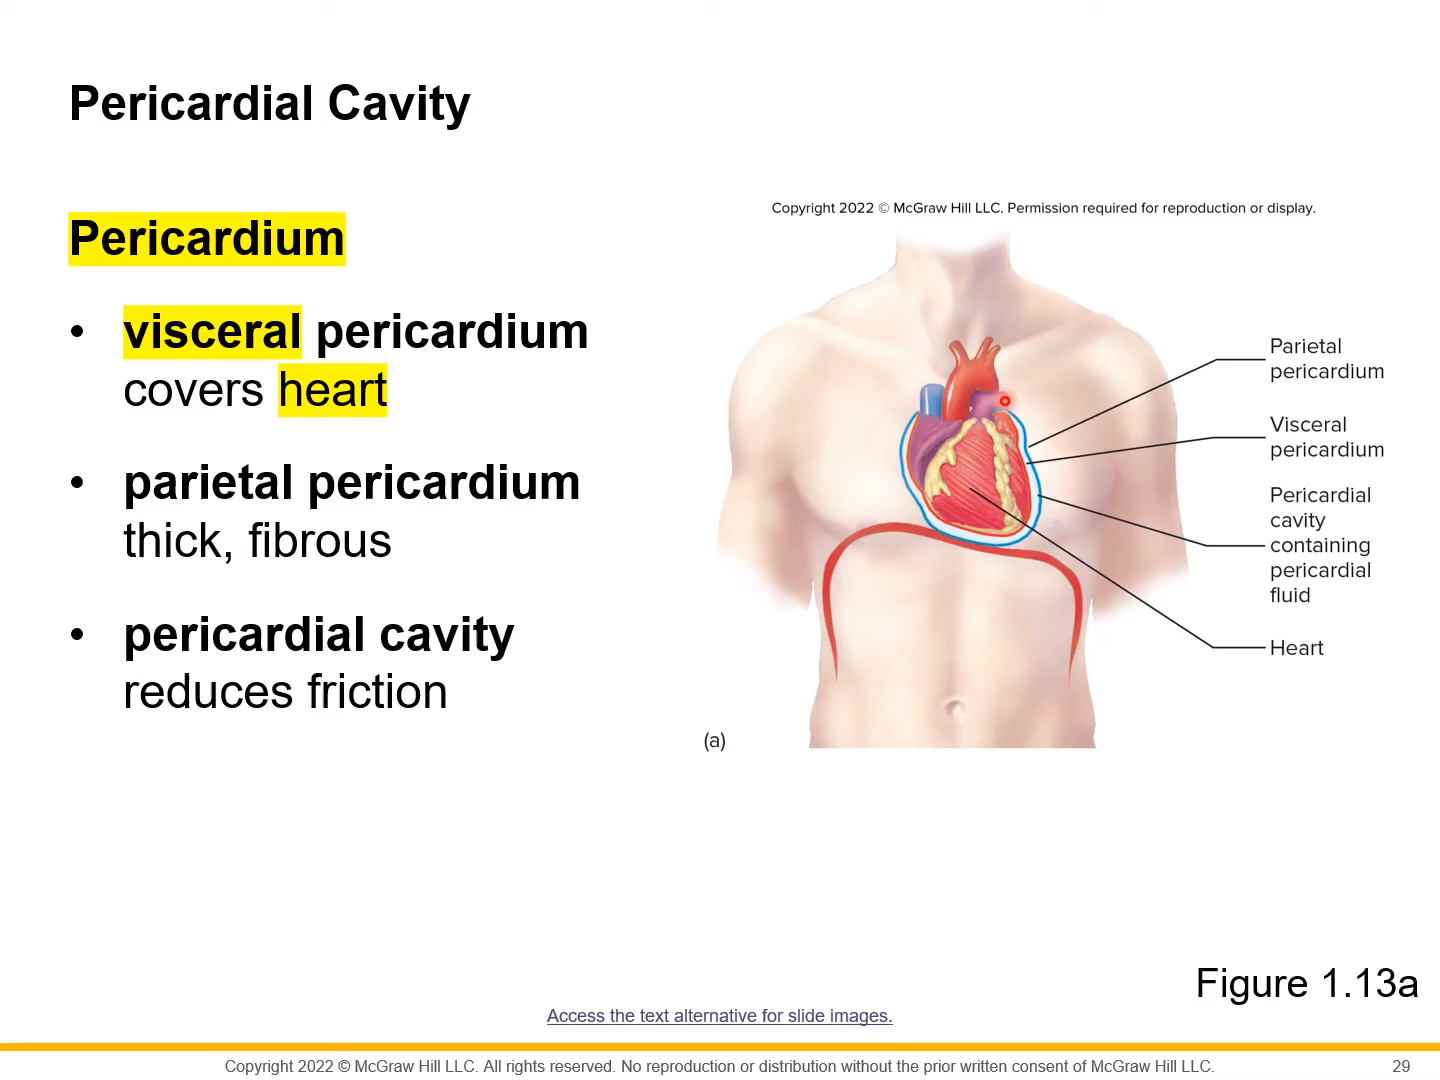 Pericardial Cavity
Pericardium
• visceral pericardium
covers heart
• parietal pericardium
thick, fibrous
• pericardial cavity
reduces friction
Copyright 2022 © McGraw Hill LLC. Permission required for reproduction or display.
Parietal
pericardium
Visceral
pericardium
Pericardial
cavity
containing
pericardial
fluid
Heart
(a)
Figure 1.13a
Access the text alternative for slide images.
Copyright 2022 © McGraw Hill LLC. All rights reserved. No reproduction or distribution without the prior written consent of McGraw Hill LLC.
29